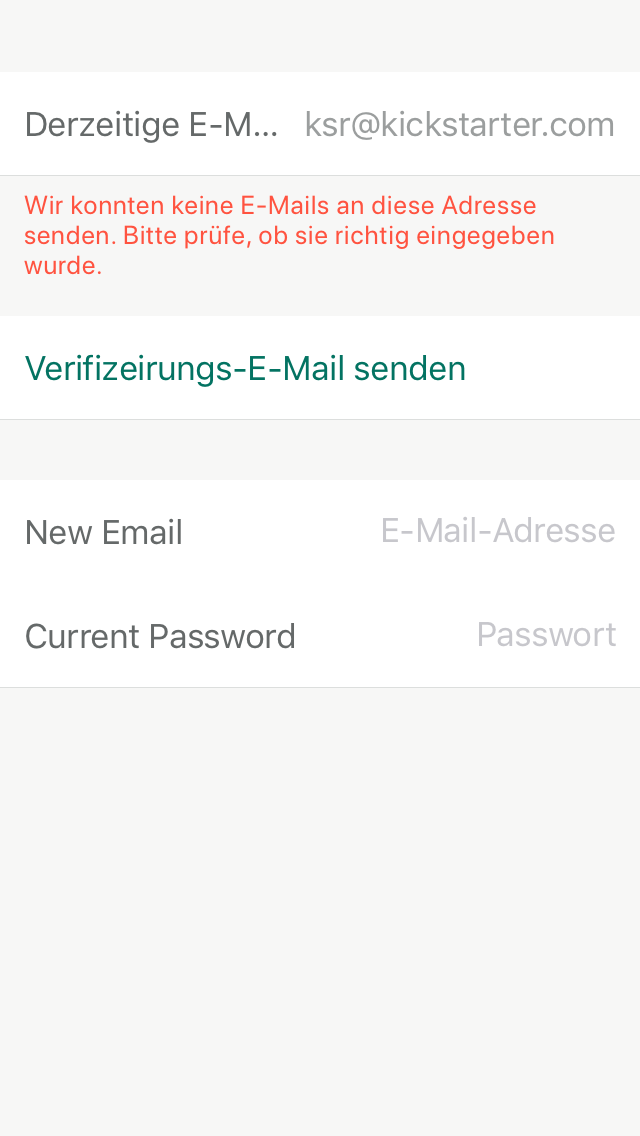 Derzeitige E-M... ksr@kickstarter.com
Wir konnten keine E-Mails an diese Adresse
senden. Bitte prüfe, ob sie richtig eingegeben
wurde.
Verifizeirungs-E-Mail senden
New Email E-Mail-Adresse
Current Password Passwort